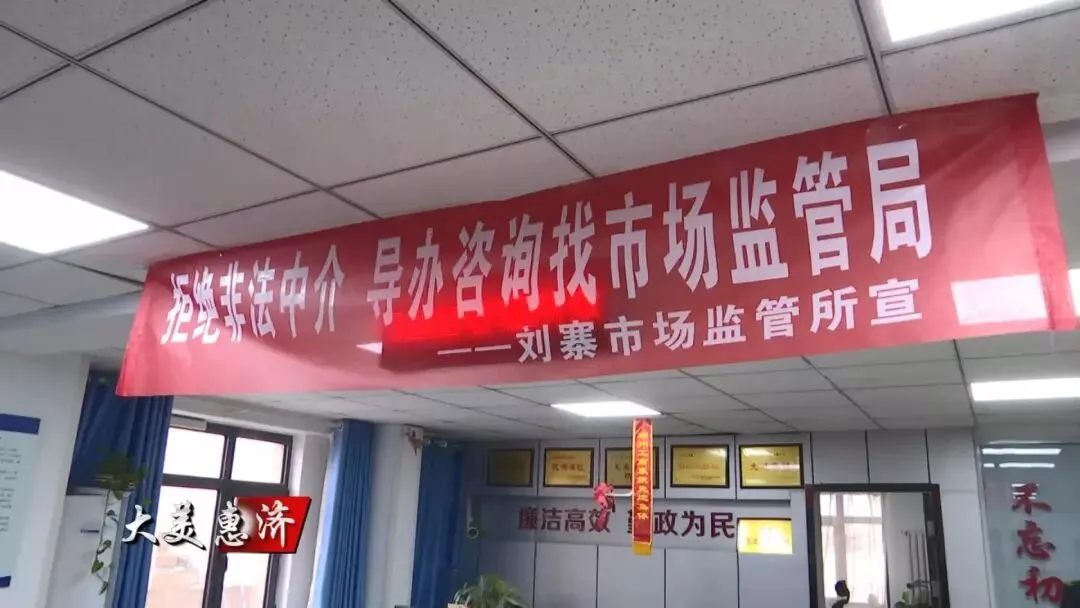 拒绝非法中介 导办咨询找市场监管局
——刘寨市场监管所宣
廉洁高效 勤政为民
不忘初
大美惠济